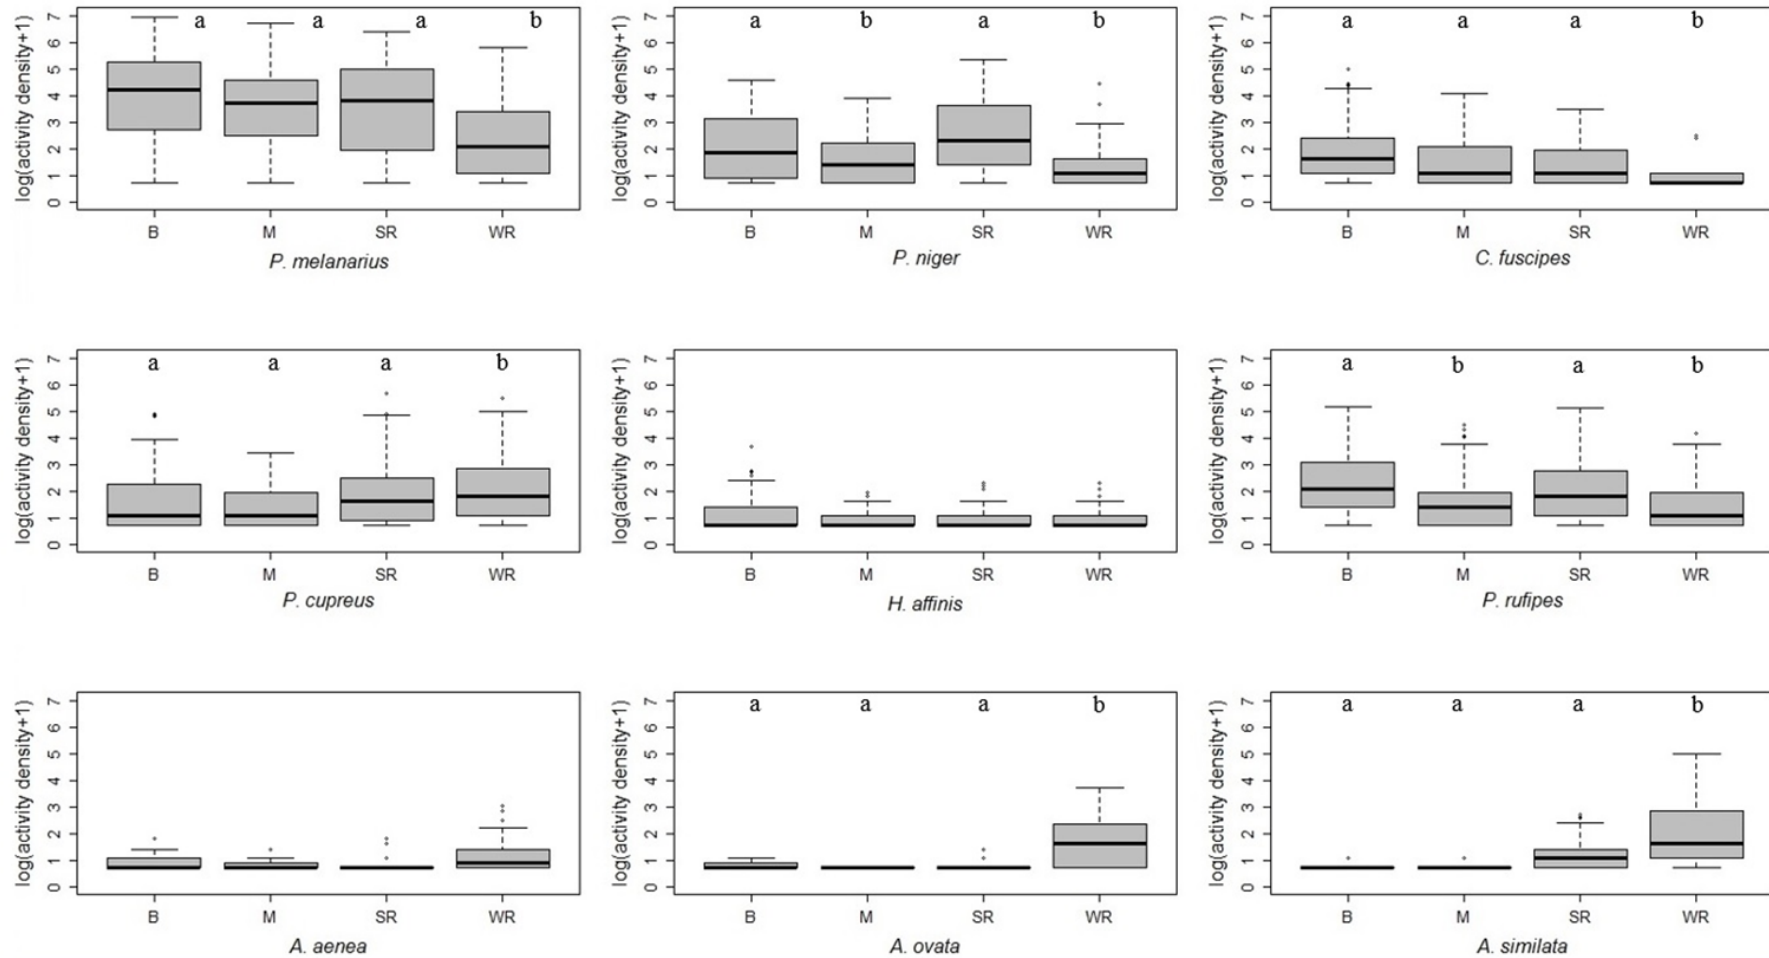 log(activity density+1)
7
6
5
4
3
2
1
0
a a a b
B M SR WR
P. melanarius
log(activity density+1)
7
6
5
4
3
2
1
0
a b a b
B M SR WR
P. niger
log(activity density+1)
7
6
5
4
3
2
1
0
a a a b
B M SR WR
C. fuscipes
log(activity density+1)
7
6
5
4
3
2
1
0
a a a b
B M SR WR
P. cupreus
log(activity density+1)
7
6
5
4
3
2
1
0
B M SR WR
H. affinis
log(activity density+1)
7
6
5
4
3
2
1
0
a b a b
B M SR WR
P. rufipes
log(activity density+1)
7
6
5
4
3
2
1
0
B M SR WR
A. aenea
log(activity density+1)
7
6
5
4
3
2
1
0
a a a b
B M SR WR
A. ovata
log(activity density+1)
7
6
5
4
3
2
1
0
a a a b
B M SR WR
A. similata